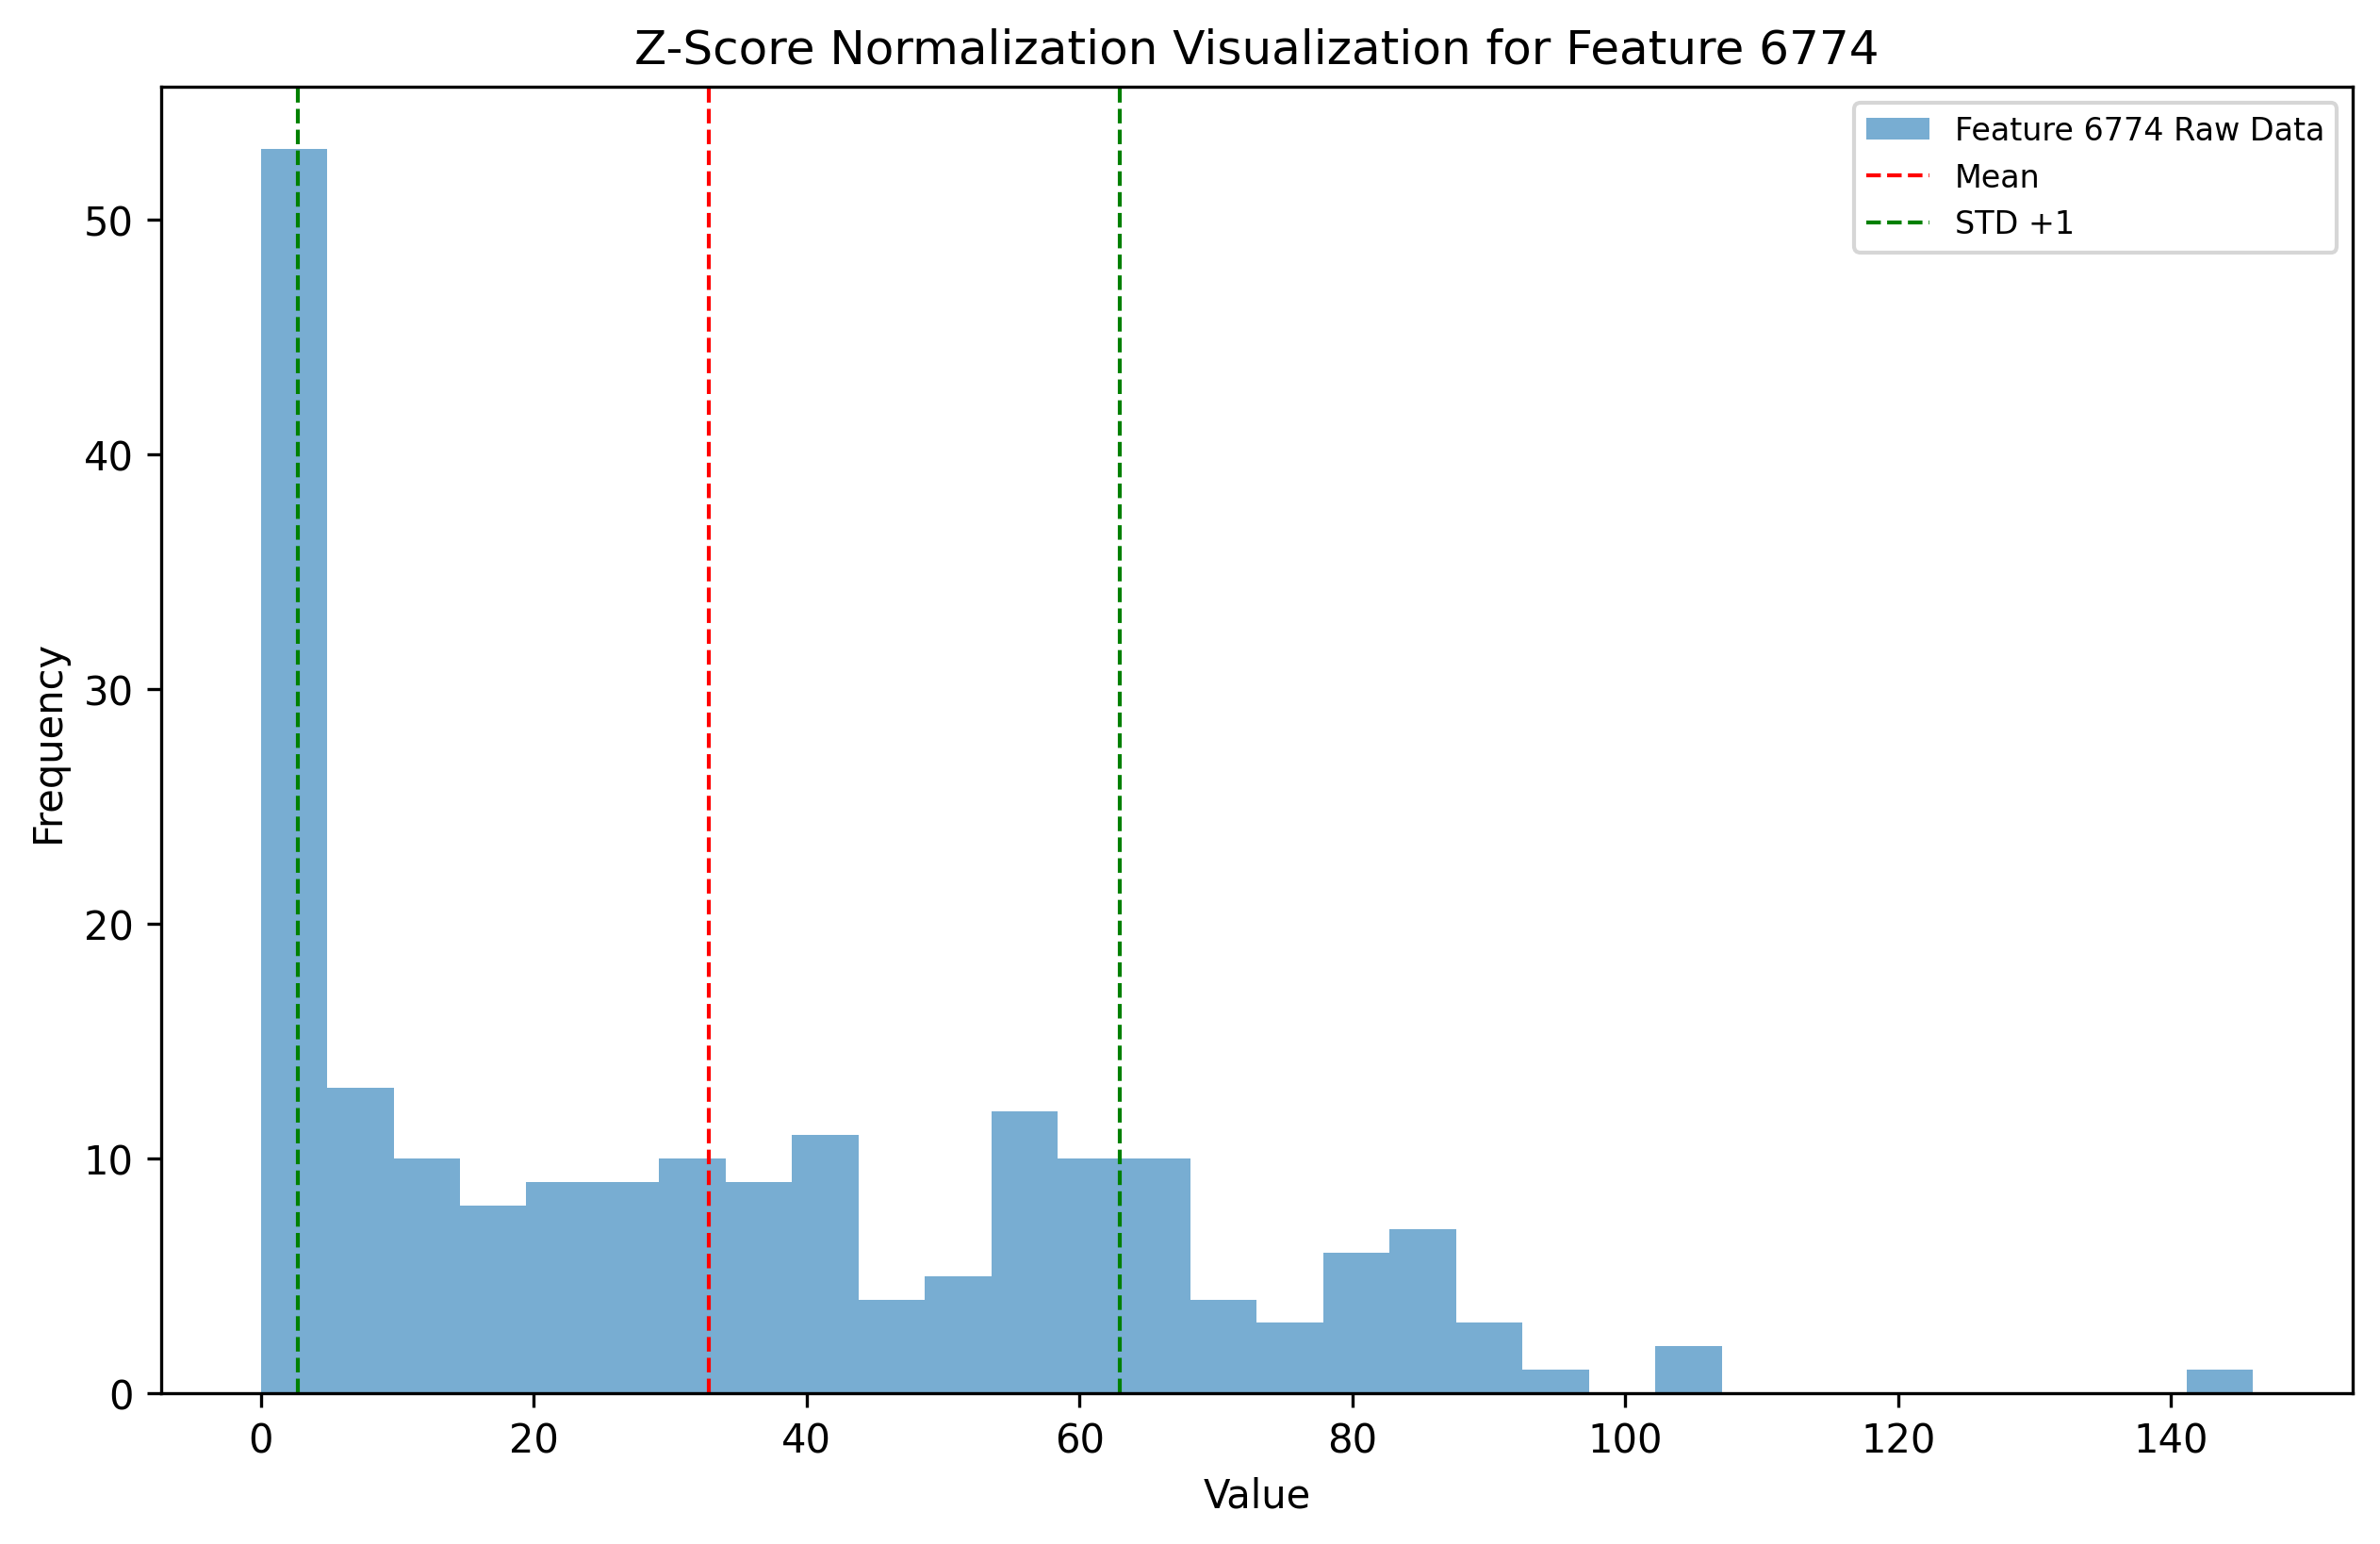 Z-Score Normalization Visualization for Feature 6774
Feature 6774 Raw Data
Mean
STD +1
50
40
30
20
10
0
Frequency
0 20 40 60 80 100 120 140
Value